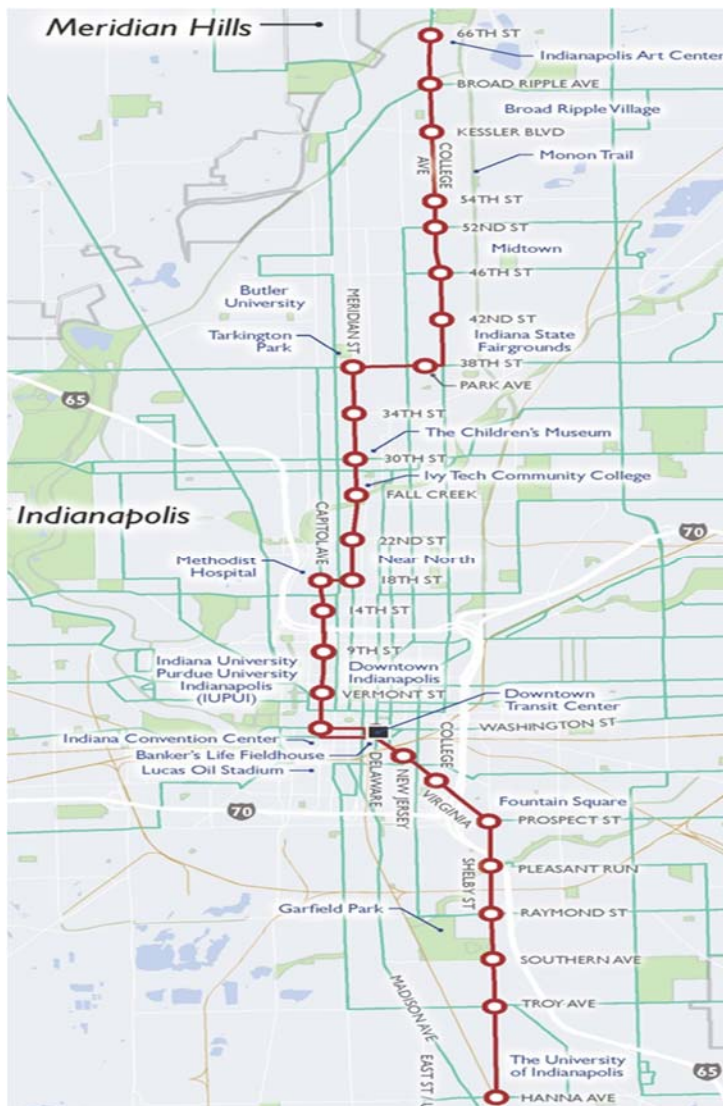 Meridian Hills
66TH ST
Indianapolis Art Center
BROAD RIPPLE AVE
Broad Ripple Village
KESSLER BLVD
COLLEGE
AVE
Monon Trail
54TH ST
52ND ST
Midtown
46TH ST
Butler
University
MERIDIAN ST
42ND ST
Tarkington
Park
Indiana State
Fairgrounds
38TH ST
PARK AVE
65
34TH ST
The Children's Museum
30TH ST
Ivy Tech Community College
FALL CREEK
Indianapolis
CAPITOL AVE
70
22ND ST
Methodist
Hospital
Near North
18TH ST
14TH ST
9TH ST
Indiana University
Purdue University
Indianapolis
(IUPUI)
Downtown
Indianapolis
VERMONT ST
Downtown
Transit Center
WASHINGTON ST
Indiana Convention Center
Banker's Life Fieldhouse
Lucas Oil Stadium
DELAWARE
NEW JERSEY
COLLEGE
VIRGINIA
70
Fountain Square
PROSPECT ST
SHELBY ST
PLEASANT RUN
Garfield Park
RAYMOND ST
SOUTHERN AVE
MADISON AVE
TROY AVE
EAST ST /
The University
of Indianapolis
65
HANNA AVE